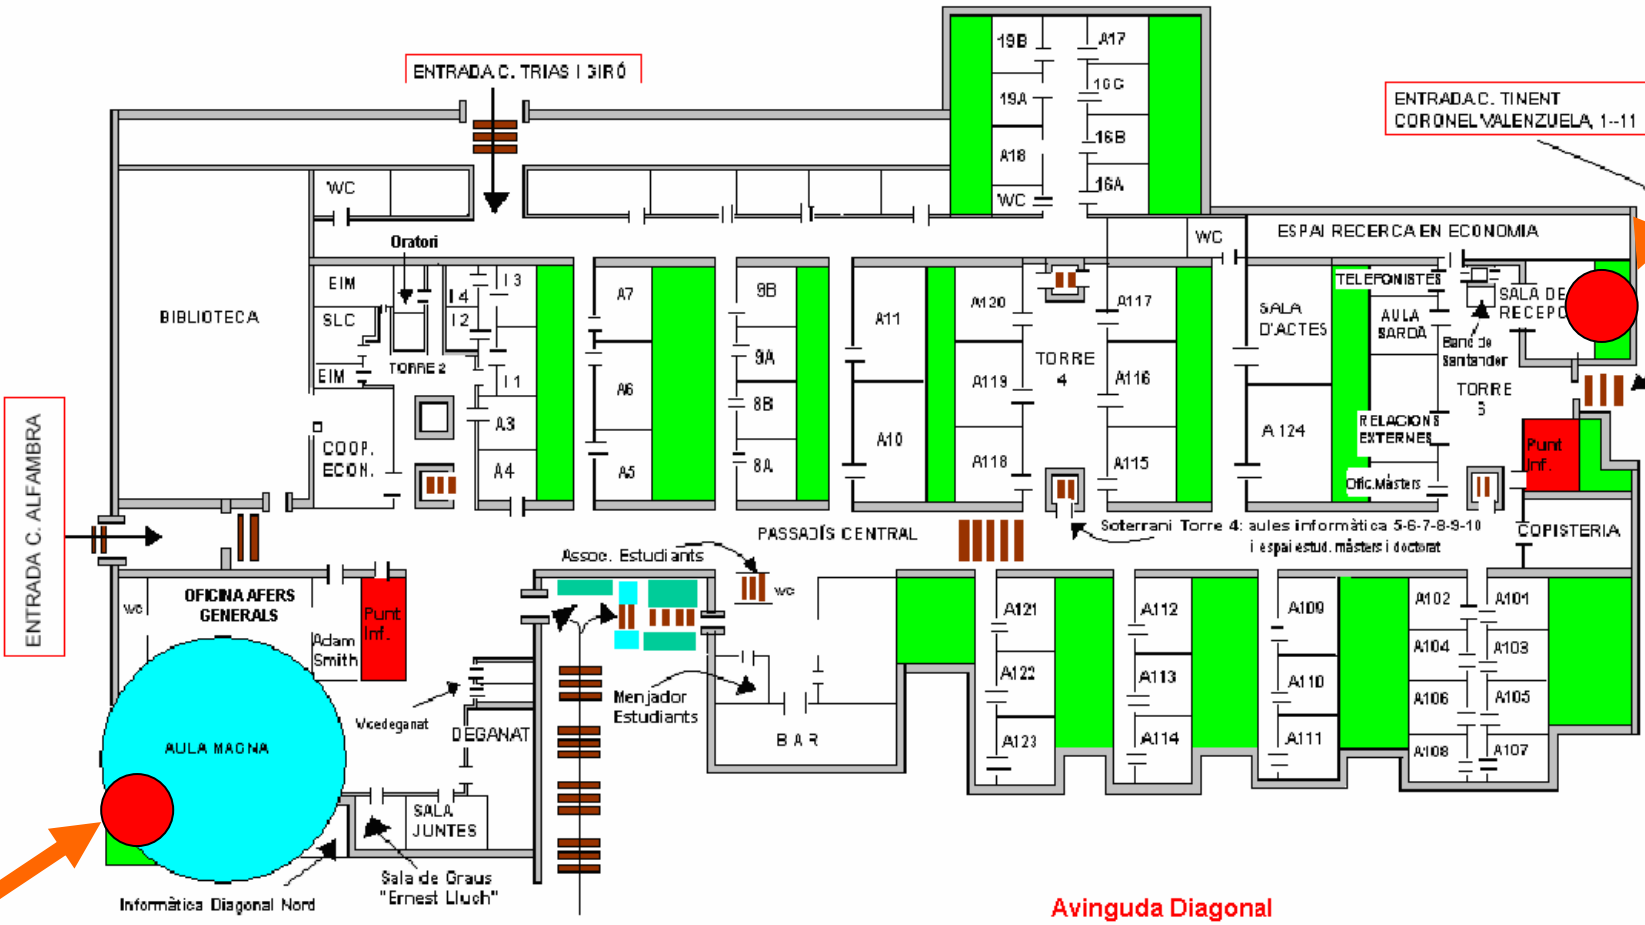 19B
A17
ENTRADA C. TRIAS I GIRÓ
16C
19A
ENTRADA C. TINENT
CORONEL VALENZUELA, 1--11
16B
A18
16A
WC
WC
WC
ESPAI RECERCA EN ECONOMIA
Oratori
EIM
I 3
I 4
A7
9B
A120
A117
TELEFONISTES
SALA DE
RECEPC
BIBLIOTECA
SLC
I 2
A11
SALA
D'ACTES
AULA
SARDÀ
Banc de
Santander
TORRE 2
9A
TORRE
4
EIM
I 1
A6
A119
A116
TORRE
8B
A3
RELACIONS
EXTERNES
A 124
A10
Punt
Inf.
COOP.
ECON.
A4
A5
8A
A118
A115
Ofic.Màsters
ENTRADA C. ALFAMBRA
PASSADÍS CENTRAL
Soterrani Torre 4: aules informàtica 5-6-7-8-9-10
i espai estud. màsters i doctorat
COPISTERIA
Assoc. Estudiants
wc
OFICINA AFERS
GENERALS
wc
Punt
Inf.
Adam
Smith
A121
A112
A109
A102
A101
A104
A103
A122
A113
A110
A106
A105
Menjador
Estudiants
Vicedeganat
DEGANAT
BAR
A123
A114
A111
A108
A107
AULA MAGNA
SALA
JUNTES
Sala de Graus
"Ernest Lluch"
Informàtica Diagonal Nord
Avinguda Diagonal